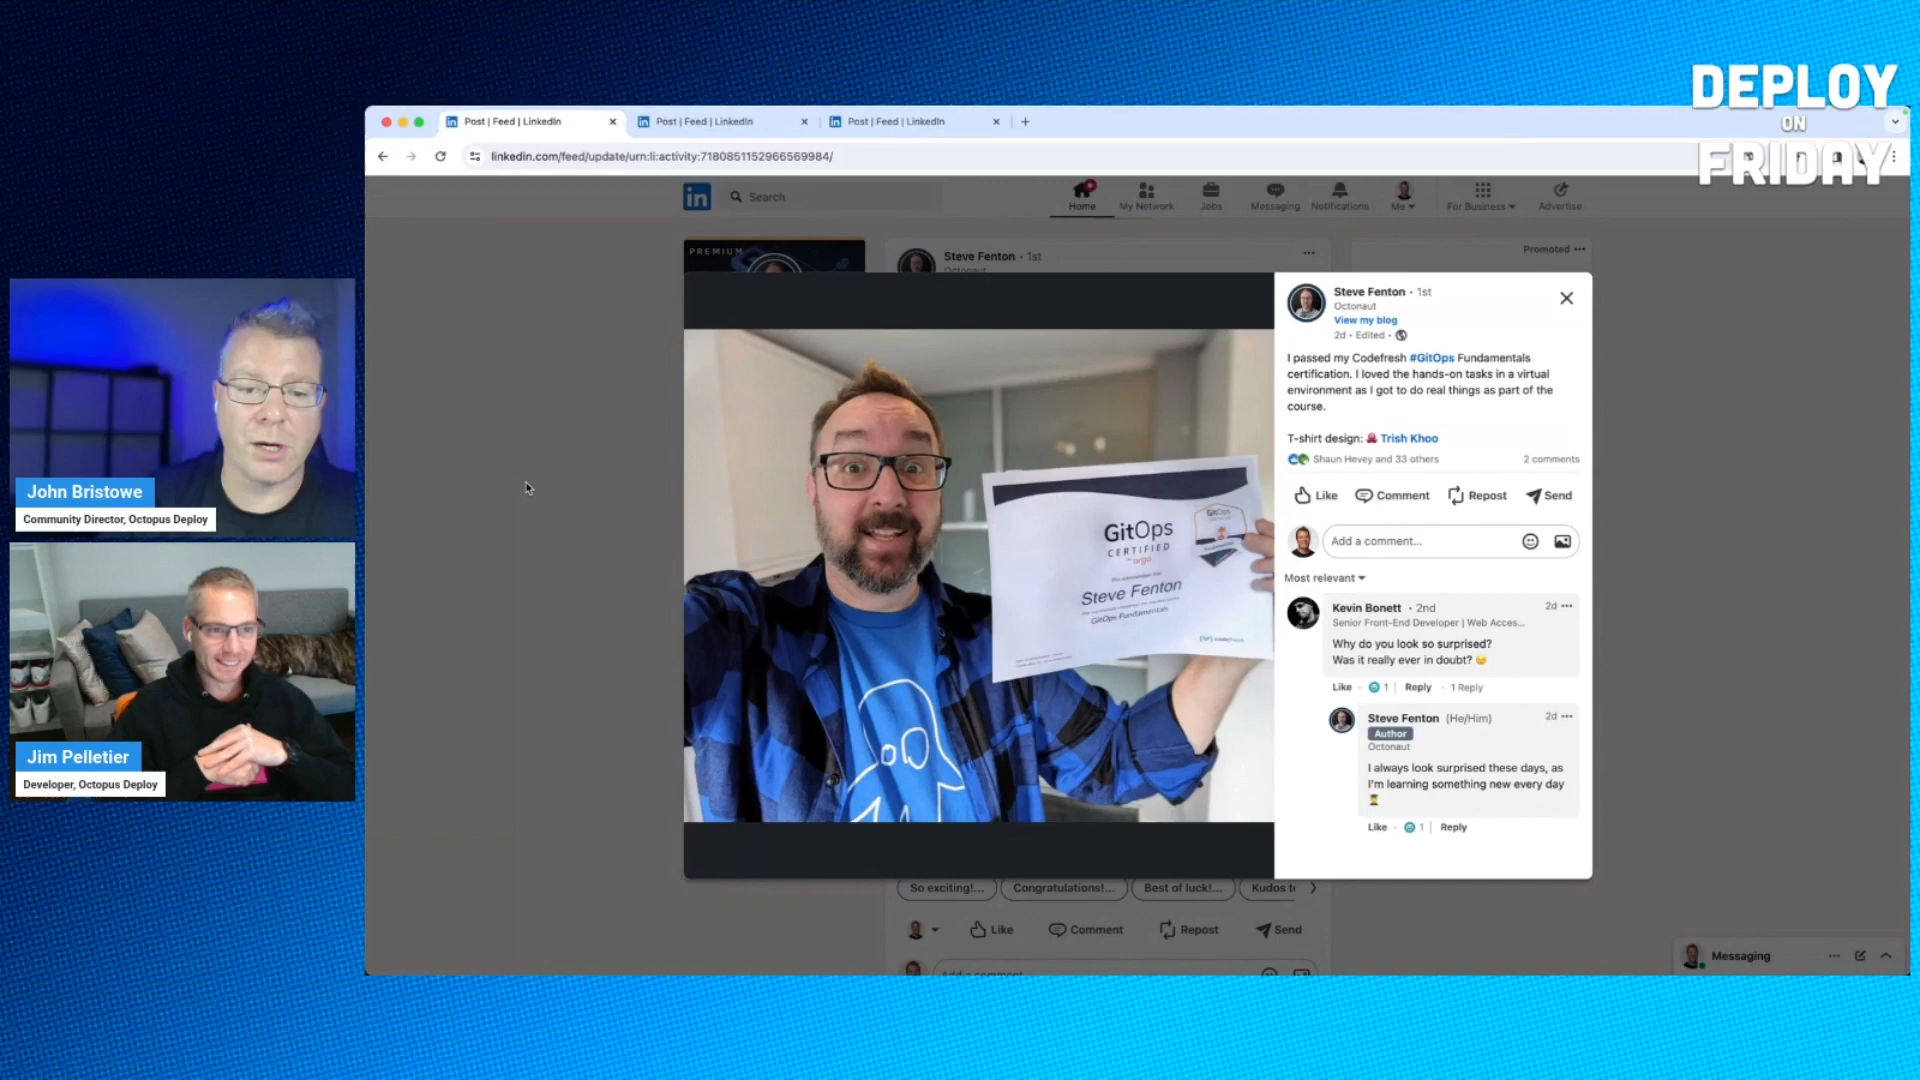 DEPLOY
ON
FRIDAY
Post | Feed | LinkedIn
Post | Feed | LinkedIn
Post | Feed | LinkedIn
linkedin.com/feed/update/urn:li:activity:7180851152966569984/
in
Search
Home
My Network
Jobs
Messaging
Notifications
Me
For Business
Advertise
PREMIUM
Steve Fenton • 1st
Octonaut
Promoted
John Bristowe
Community Director, Octopus Deploy
Jim Pelletier
Developer, Octopus Deploy
GitOps
CERTIFIED
argo
Steve Fenton
GitOps Fundamentals
Steve Fenton • 1st
Octonaut
View my blog
2d • Edited •
I passed my Codefresh #GitOps Fundamentals
certification. I loved the hands-on tasks in a virtual
environment as I got to do real things as part of the
course.
T-shirt design: 🐙 Trish Khoo
Shaun Hevey and 33 others
2 comments
Like
Comment
Repost
Send
Add a comment...
Most relevant
Kevin Bonett • 2nd
2d
Senior Front-End Developer | Web Acces...
Why do you look so surprised?
Was it really ever in doubt? 😉
Like
1
Reply
1 Reply
Steve Fenton (He/Him)
2d
Author
Octonaut
I always look surprised these days, as
I'm learning something new every day
Like
1
Reply
So exciting!...
Congratulations!...
Best of luck!...
Kudos t
Like
Comment
Repost
Send
Add a comment
Messaging